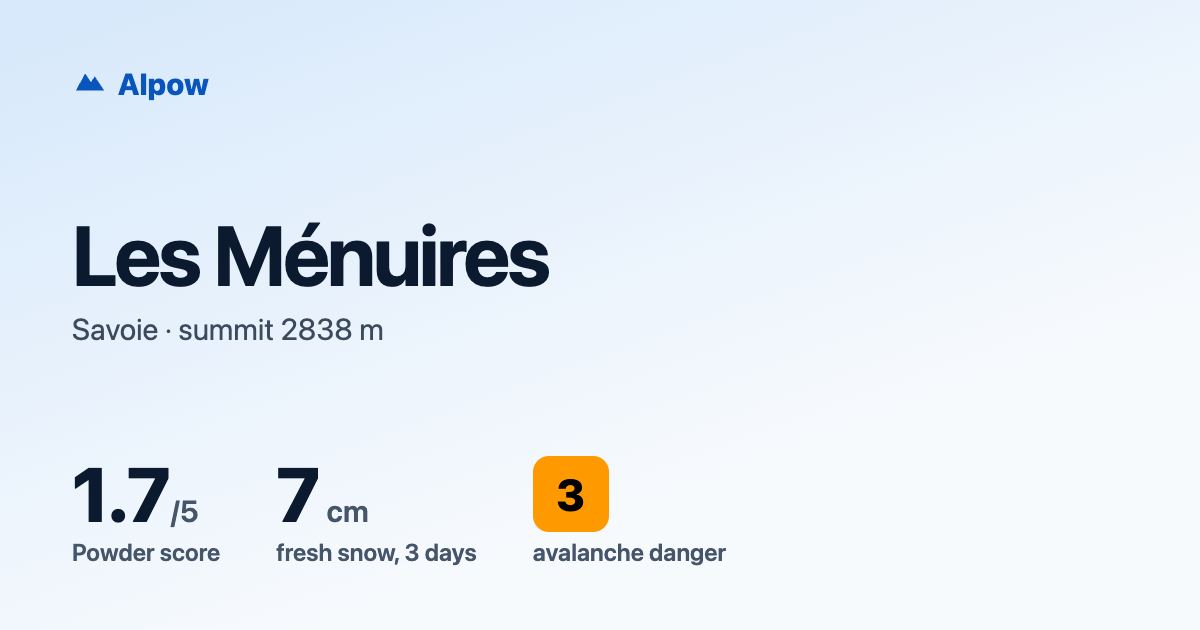 Alpow
Les Ménuires
Savoie · summit 2838 m
1.7/5
Powder score
7 cm
fresh snow, 3 days
3
avalanche danger